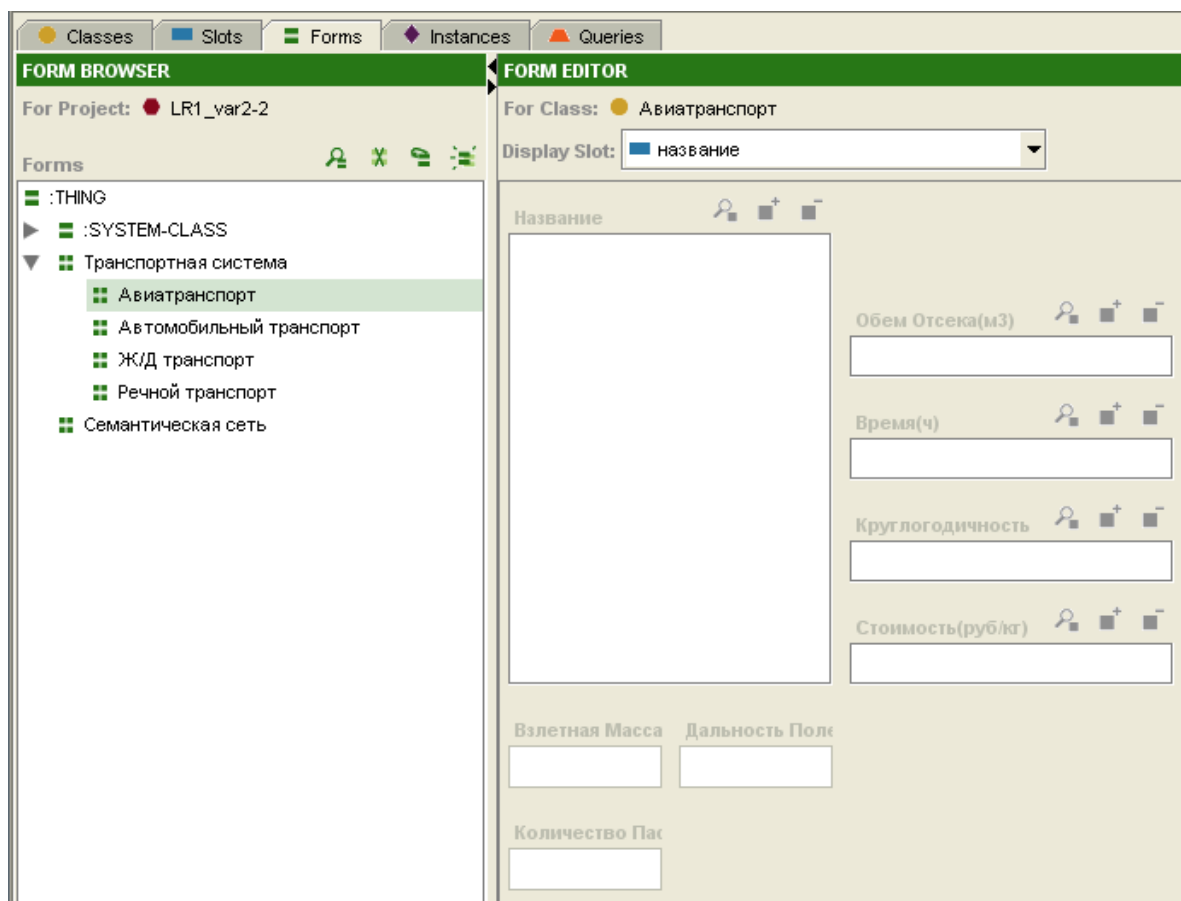 Classes Slots Forms Instances Queries
FORM BROWSER
For Project: LR1_var2-2
Forms
:THING
:SYSTEM-CLASS
Транспортная система
Авиатранспорт
Автомобильный транспорт
Ж/Д транспорт
Речной транспорт
Семантическая сеть
FORM EDITOR
For Class: Авиатранспорт
Display Slot: название
Название
Обем Отсека(м3)
Время(ч)
Круглогодичность
Стоимость(руб/кг)
Взлетная Масса Дальность Поле
Количество Пас